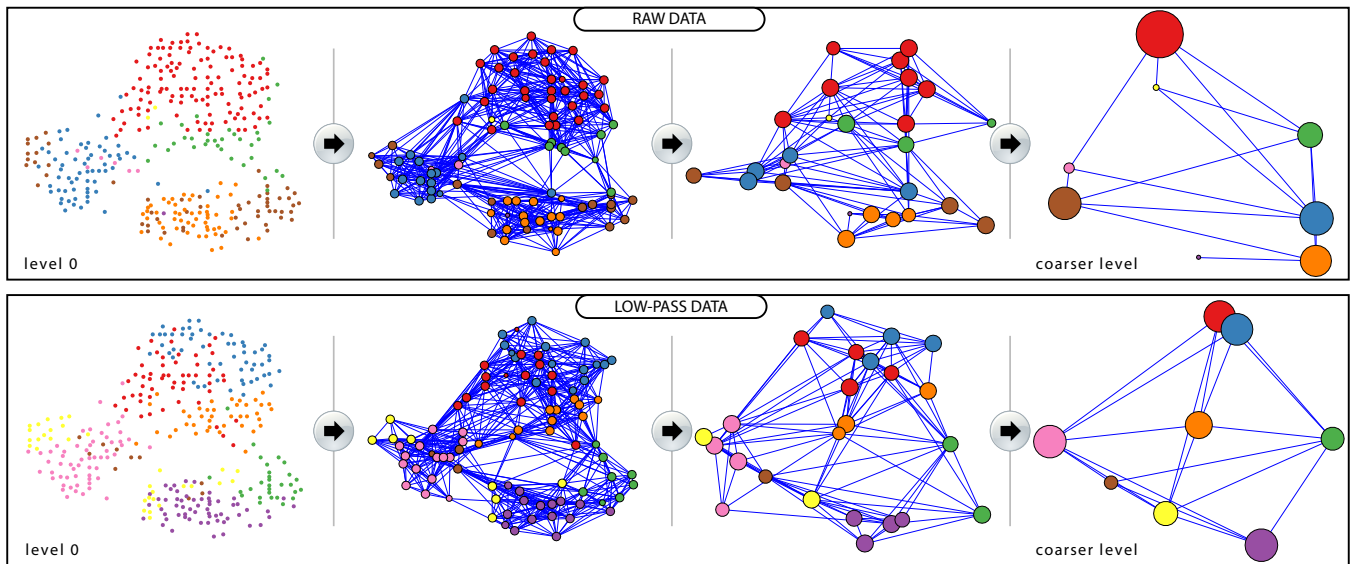 RAW DATA
level 0
coarser level
LOW-PASS DATA
level 0
coarser level